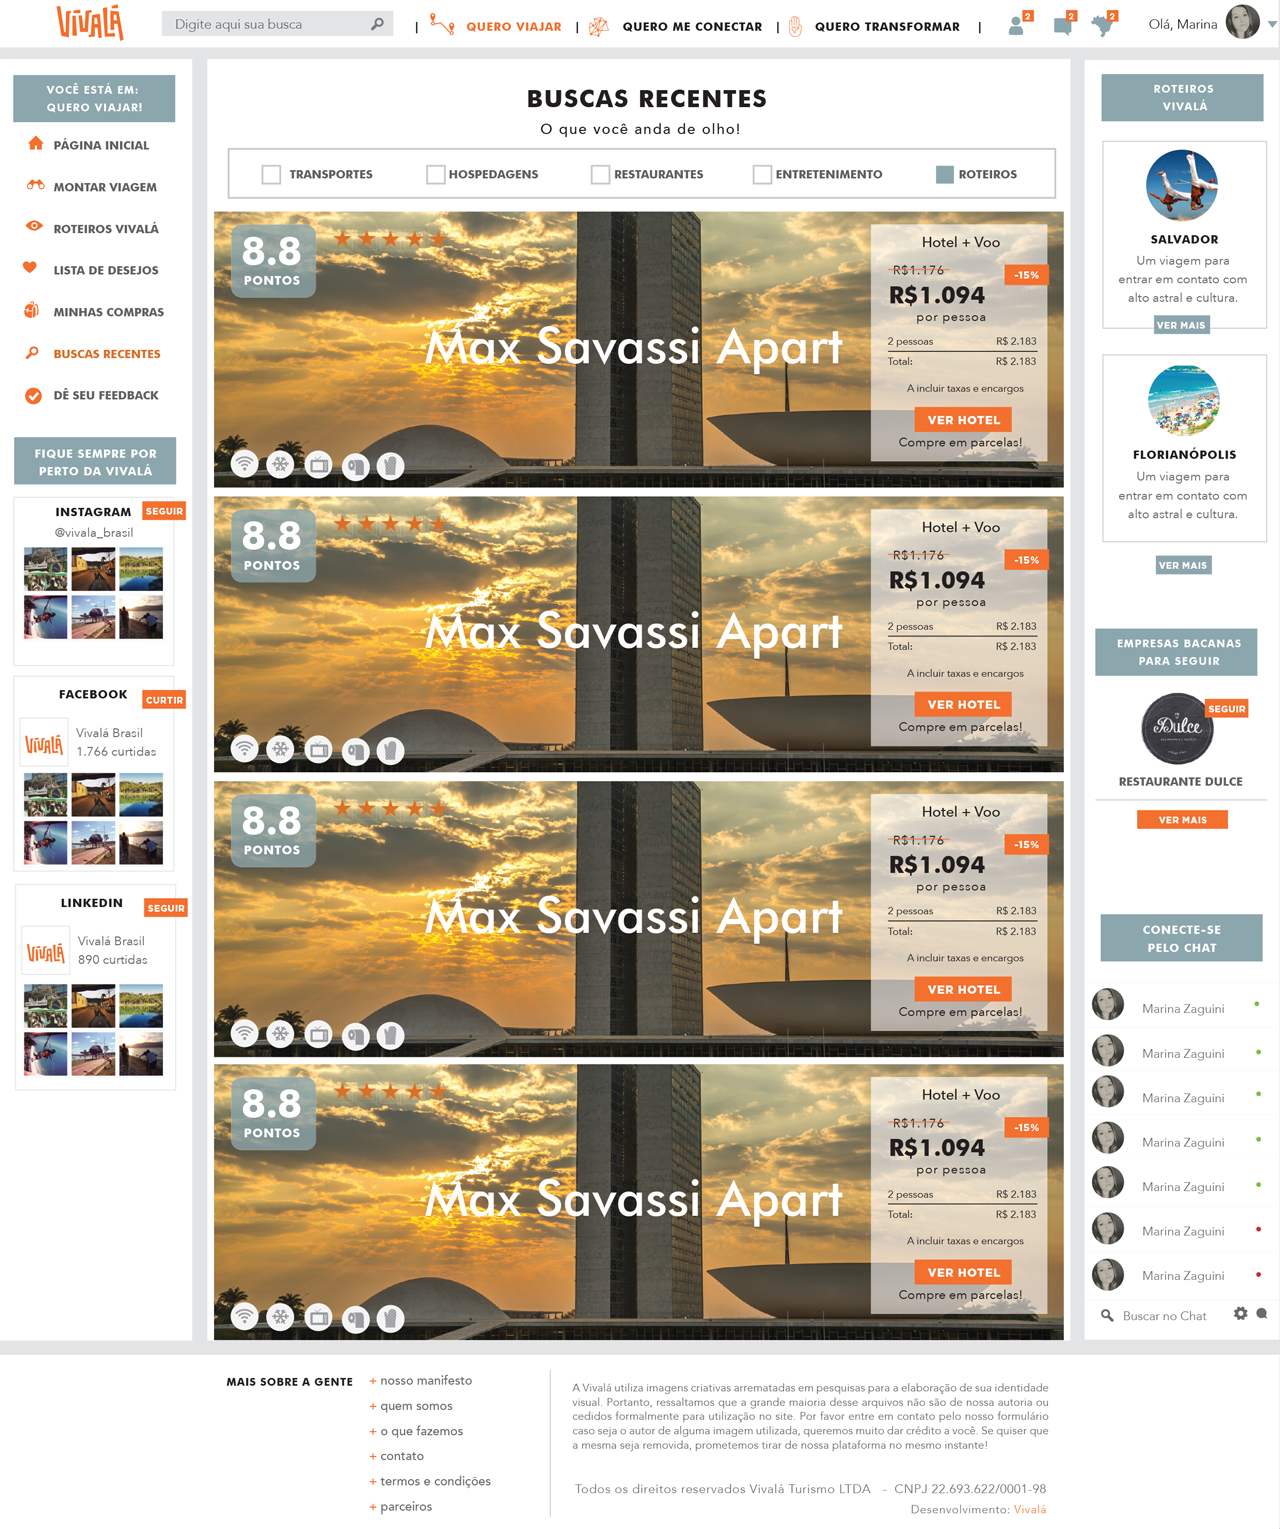 VIVALÁ
Digite aqui sua busca
| QUERO VIAJAR | QUERO ME CONECTAR | QUERO TRANSFORMAR |
2 2 2
Olá, Marina
VOCÊ ESTÁ EM:
QUERO VIAJAR!
PÁGINA INICIAL
MONTAR VIAGEM
ROTEIROS VIVALÁ
LISTA DE DESEJOS
MINHAS COMPRAS
BUSCAS RECENTES
DÊ SEU FEEDBACK
FIQUE SEMPRE POR
PERTO DA VIVALÁ
INSTAGRAM
SEGUIR
@vivala_brasil
FACEBOOK
CURTIR
VIVALÁ
Vivalá Brasil
1.766 curtidas
LINKEDIN
SEGUIR
VIVALÁ
Vivalá Brasil
890 curtidas
BUSCAS RECENTES
O que você anda de olho!
TRANSPORTES HOSPEDAGENS RESTAURANTES ENTRETENIMENTO ROTEIROS
8.8
PONTOS
Max Savassi Apart
Hotel + Voo
R$1.176
-15%
R$1.094
por pessoa
2 pessoas R$ 2.183
Total: R$ 2.183
A incluir taxas e encargos
VER HOTEL
Compre em parcelas!
8.8
PONTOS
Max Savassi Apart
Hotel + Voo
R$1.176
-15%
R$1.094
por pessoa
2 pessoas R$ 2.183
Total: R$ 2.183
A incluir taxas e encargos
VER HOTEL
Compre em parcelas!
8.8
PONTOS
Max Savassi Apart
Hotel + Voo
R$1.176
-15%
R$1.094
por pessoa
2 pessoas R$ 2.183
Total: R$ 2.183
A incluir taxas e encargos
VER HOTEL
Compre em parcelas!
8.8
PONTOS
Max Savassi Apart
Hotel + Voo
R$1.176
-15%
R$1.094
por pessoa
2 pessoas R$ 2.183
Total: R$ 2.183
A incluir taxas e encargos
VER HOTEL
Compre em parcelas!
ROTEIROS
VIVALÁ
SALVADOR
Um viagem para
entrar em contato com
alto astral e cultura.
VER MAIS
FLORIANÓPOLIS
Um viagem para
entrar em contato com
alto astral e cultura.
VER MAIS
EMPRESAS BACANAS
PARA SEGUIR
Dulce
SEGUIR
RESTAURANTE DULCE
VER MAIS
CONECTE-SE
PELO CHAT
Marina Zaguini
Marina Zaguini
Marina Zaguini
Marina Zaguini
Marina Zaguini
Marina Zaguini
Marina Zaguini
Buscar no Chat
MAIS SOBRE A GENTE
+ nosso manifesto
+ quem somos
+ o que fazemos
+ contato
+ termos e condições
+ parceiros
A Vivalá utiliza imagens criativas arrematadas em pesquisas para a elaboração de sua identidade
visual. Portanto, ressaltamos que a grande maioria desse arquivos não são de nossa autoria ou
cedidos formalmente para utilização no site. Por favor entre em contato pelo nosso formulário
caso seja o autor de alguma imagem utilizada, queremos muito dar crédito a você. Se quiser que
a mesma seja removida, prometemos tirar de nossa plataforma no mesmo instante!
Todos os direitos reservados Vivalá Turismo LTDA - CNPJ 22.693.622/0001-98
Desenvolvimento: Vivalá